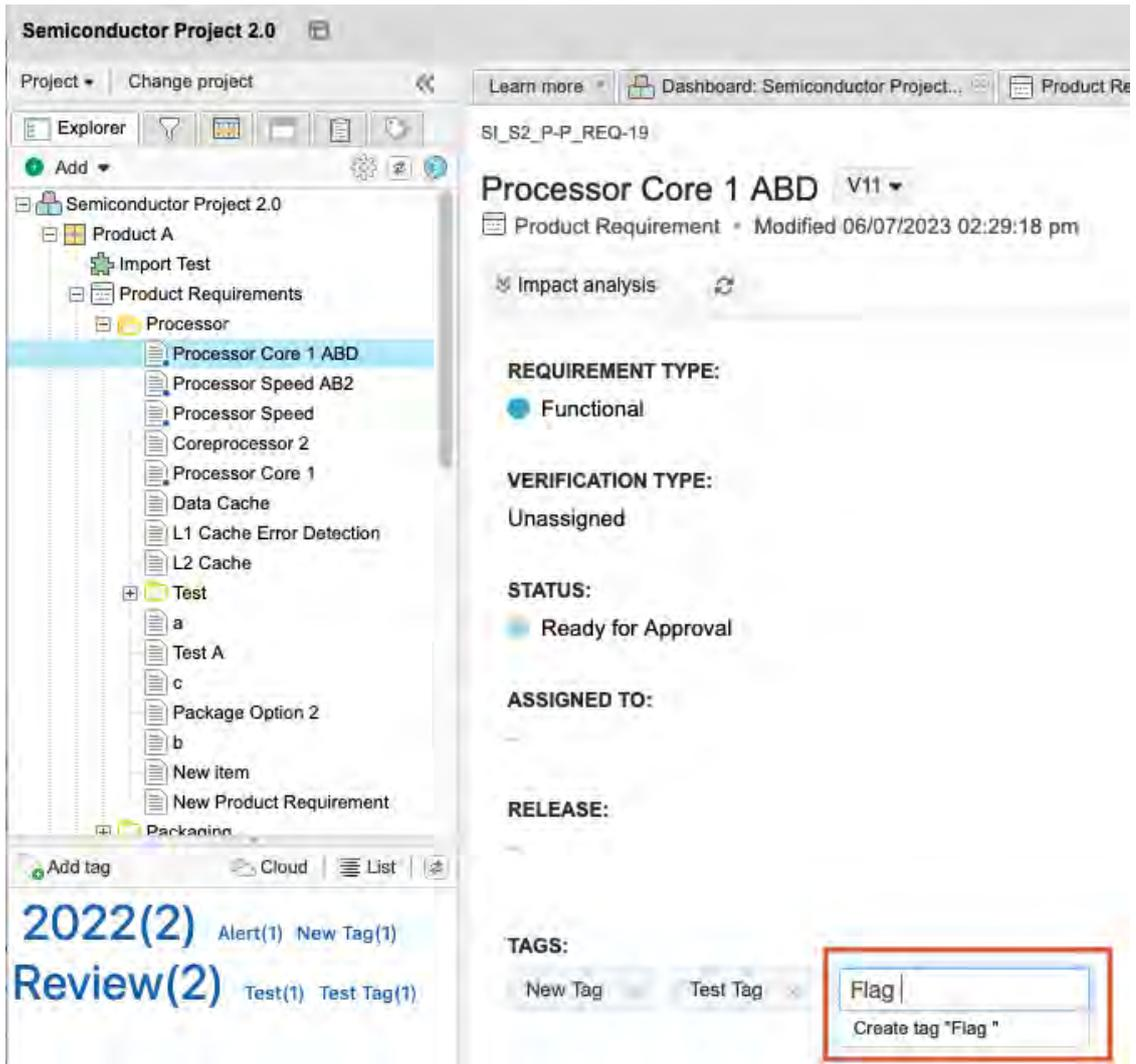 Semiconductor Project 2.0
Project
Change project
Explorer
Add
Semiconductor Project 2.0
Product A
Import Test
Product Requirements
Processor
Processor Core 1 ABD
Processor Speed AB2
Processor Speed
Coreprocessor 2
Processor Core 1
Data Cache
L1 Cache Error Detection
L2 Cache
Test
a
Test A
c
Package Option 2
b
New item
New Product Requirement
Packaging
Add tag
Cloud
List
2022(2) Alert(1) New Tag(1)
Review(2) Test(1) Test Tag(1)
Learn more
Dashboard: Semiconductor Project...
Product Re
SI_S2_P-P_REQ-19
Processor Core 1 ABD V11
Product Requirement • Modified 06/07/2023 02:29:18 pm
Impact analysis
REQUIREMENT TYPE:
Functional
VERIFICATION TYPE:
Unassigned
STATUS:
Ready for Approval
ASSIGNED TO:
--
RELEASE:
--
TAGS:
New Tag
Test Tag
Flag
Create tag "Flag "